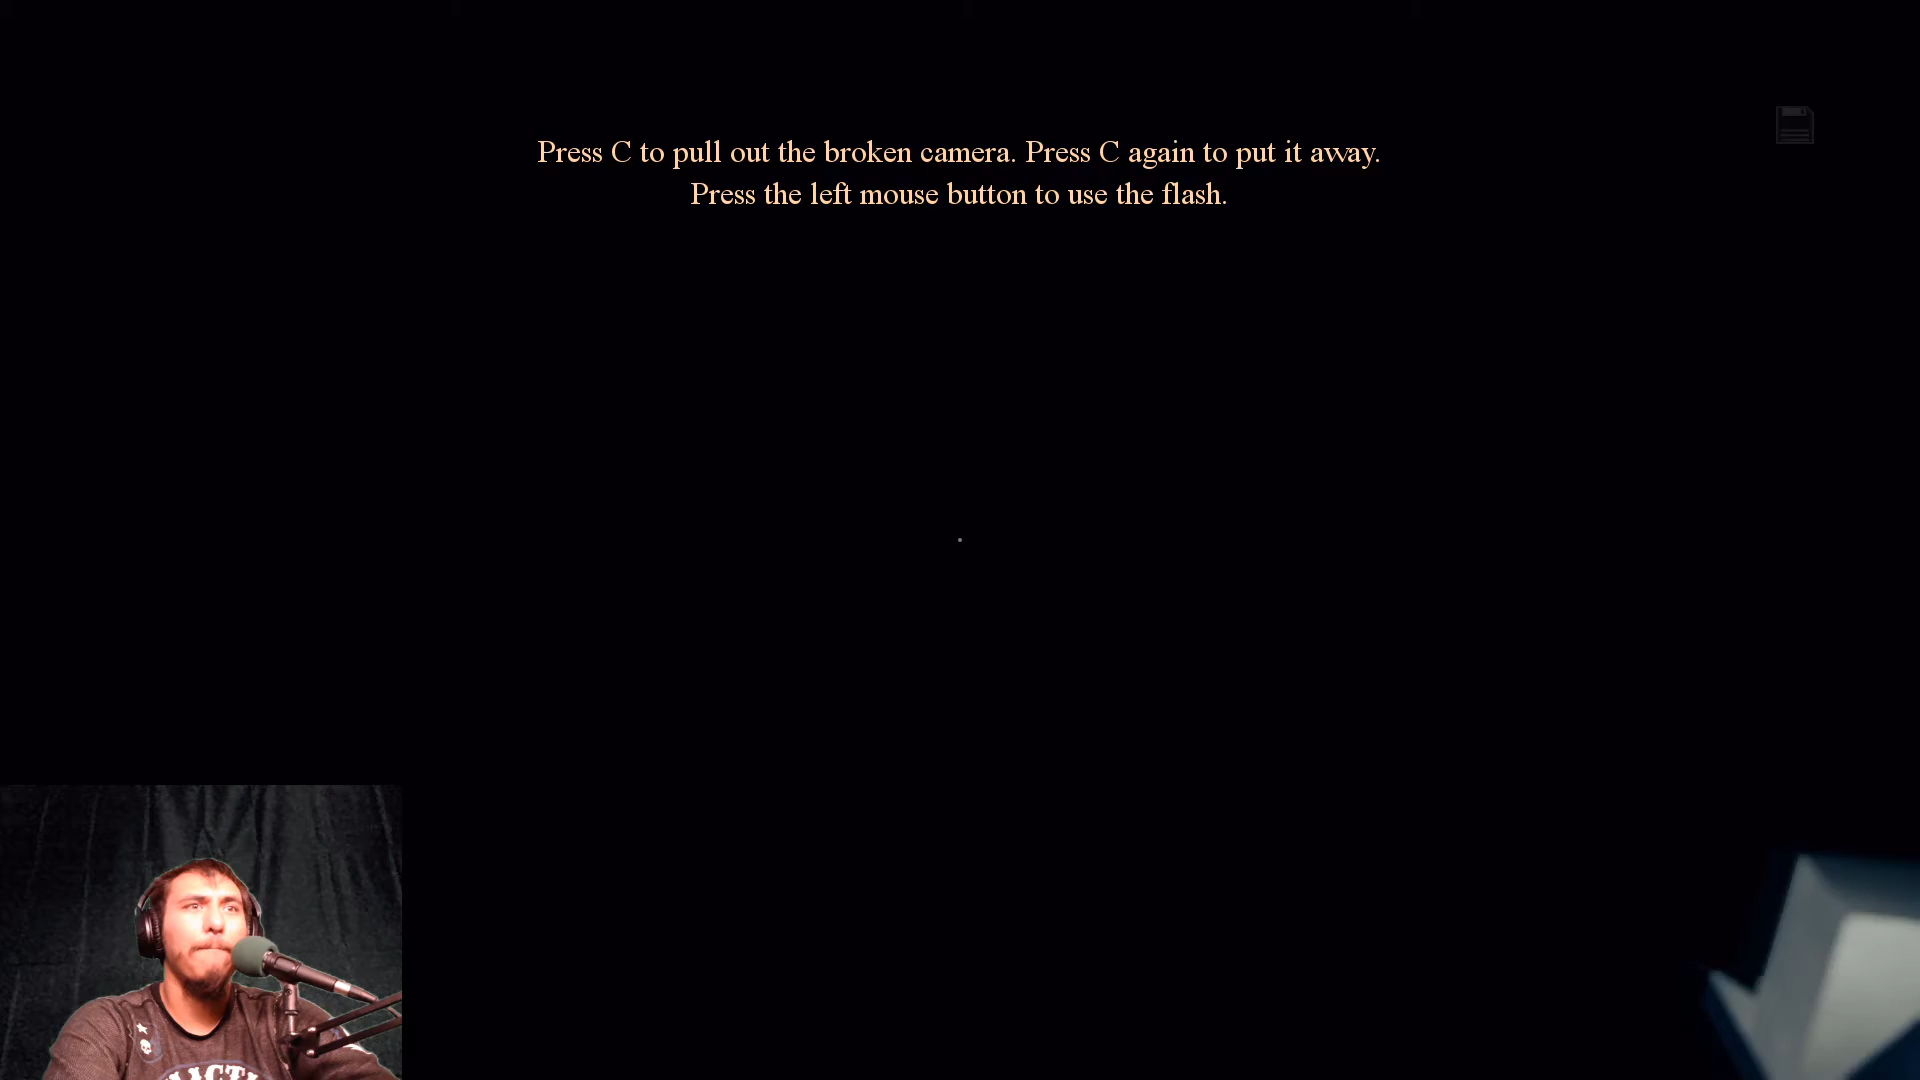 Press C to pull out the broken camera. Press C again to put it away.
Press the left mouse button to use the flash.